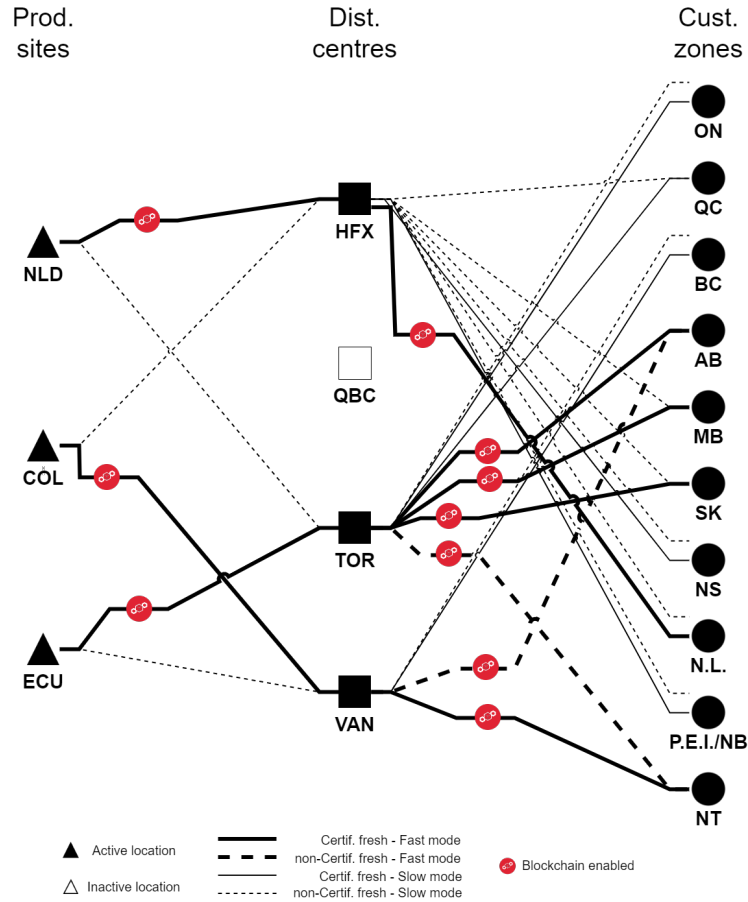 Prod.
sites
Dist.
centres
Cust.
zones
ON
QC
HFX
NLD
BC
AB
QBC
MB
COL
SK
TOR
NS
ECU
N.L.
VAN
P.E.I./NB
NT
Active location
Inactive location
Certif. fresh - Fast mode
non-Certif. fresh - Fast mode
Certif. fresh - Slow mode
non-Certif. fresh - Slow mode
Blockchain enabled